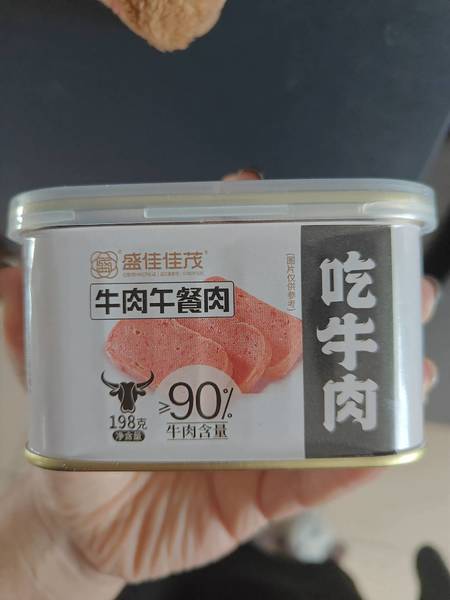 盛佳佳茂®
牛肉午餐肉
(图片仅供参考)
吃牛肉
198克
净含量
≥90%
牛肉含量